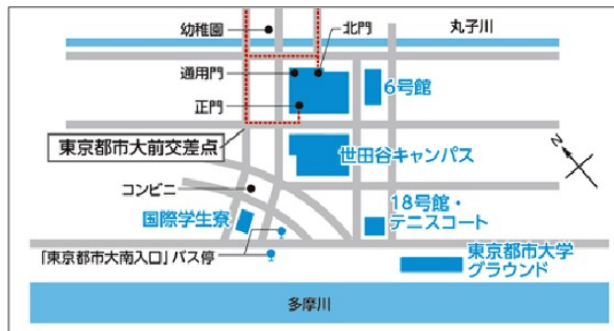 幼稚園
北門
丸子川
通用門
6号館
正門
東京都市大前交差点
世田谷キャンパス
N
コンビニ
18号館・
テニスコート
国際学生寮
「東京都市大南入口」バス停
東京都市大学
グラウンド
多摩川